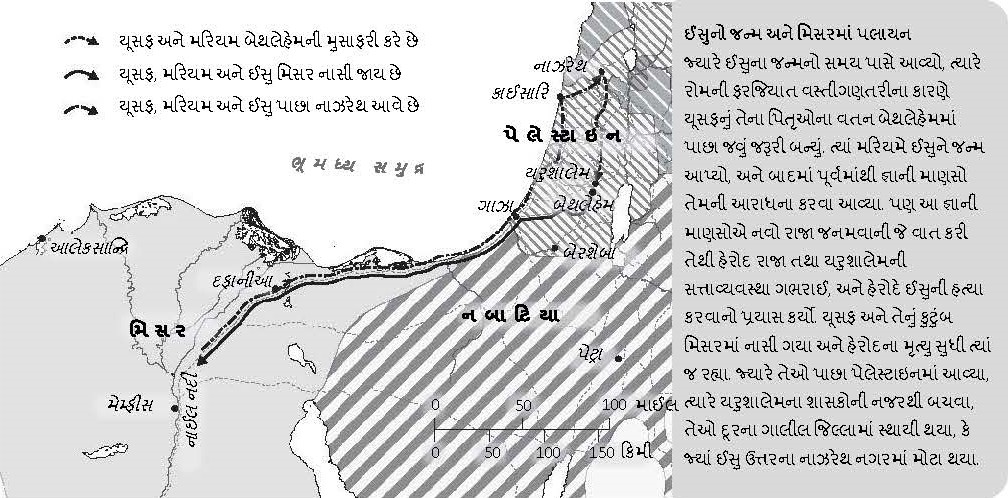 યૂસફ અને મરિયમ બેથલેહેમની મુસાફરી કરે છે
યૂસફ, મરિયમ અને ઈસુ મિસર નાસી જાય છે
યૂસફ, મરિયમ અને ઈસુ પાછા નાઝરેથ આવે છે
ભૂમધ્ય સમુદ્ર
નાઝરેથ
કાઈસારિ
પેલેસ્ટાઇન
યરુશાલેમ
ગાઝા
બેથલેહેમ
આલેકસાન્દ્રિ
બેરશેબા
દફાનીઆ
મિસર
નબાટિયા
પેટ્રા
મેમ્ફીસ
નાઈલ નદી
0 50 100 માઈલ
0 50 100 150 કિમી
ઈસુનો જન્મ અને મિસરમાં પલાયન
જ્યારે ઈસુના જન્મનો સમય પાસે આવ્યો, ત્યારે
રોમની ફરજિયાત વસ્તીગણતરીના કારણે
યૂસફનું તેના પિતૃઓના વતન બેથલેહેમમાં
પાછા જવું જરૂરી બન્યું. ત્યાં મરિયમે ઈસુને જન્મ
આપ્યો, અને બાદમાં પૂર્વમાંથી જ્ઞાની માણસો
તેમની આરાધના કરવા આવ્યા. પણ આ જ્ઞાની
માણસોએ નવો રાજા જનમવાની જે વાત કરી
તેથી હેરોદ રાજા તથા યરુશાલેમની
સત્તાવ્યવસ્થા ગભરાઈ, અને હેરોદે ઈસુની હત્યા
કરવાનો પ્રયાસ કર્યો. યૂસફ અને તેનું કુટુંબ
મિસરમાં નાસી ગયા અને હેરોદના મૃત્યુ સુધી ત્યાં
જ રહ્યા. જ્યારે તેઓ પાછા પેલેસ્ટાઇનમાં આવ્યા,
ત્યારે યરુશાલેમના શાસકોની નજરથી બચવા,
તેઓ દૂરના ગાલીલ જિલ્લામાં સ્થાયી થયા, કે
જ્યાં ઈસુ ઉત્તરના નાઝરેથ નગરમાં મોટા થયા.